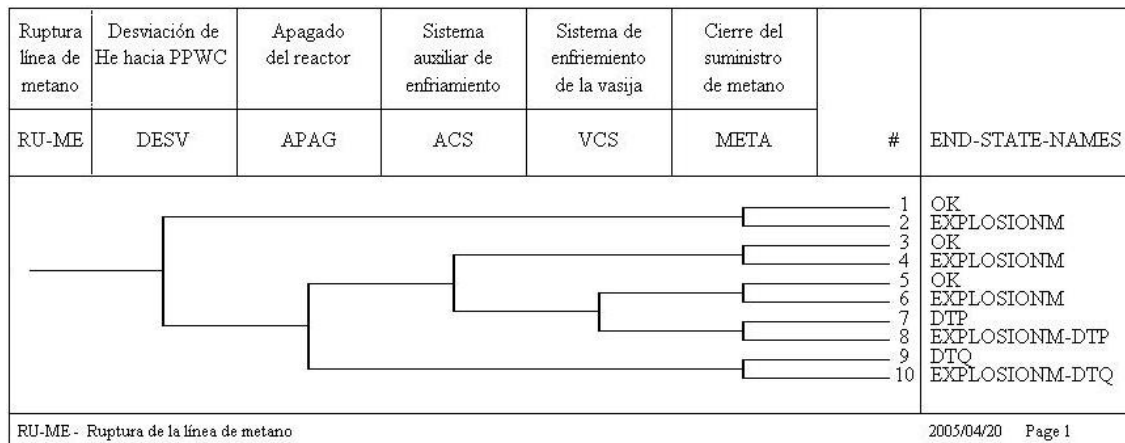 Ruptura línea de metano
Desviación de He hacia PPWC
Apagado del reactor
Sistema auxiliar de enfriamiento
Sistema de enfriemiento de la vasija
Cierre del suministro de metano
RU-ME DESV APAG ACS VCS META # END-STATE-NAMES
1 OK
2 EXPLOSIONM
3 OK
4 EXPLOSIONM
5 OK
6 EXPLOSIONM
7 DTP
8 EXPLOSIONM-DTP
9 DTQ
10 EXPLOSIONM-DTQ
RU-ME - Ruptura de la línea de metano 2005/04/20 Page 1